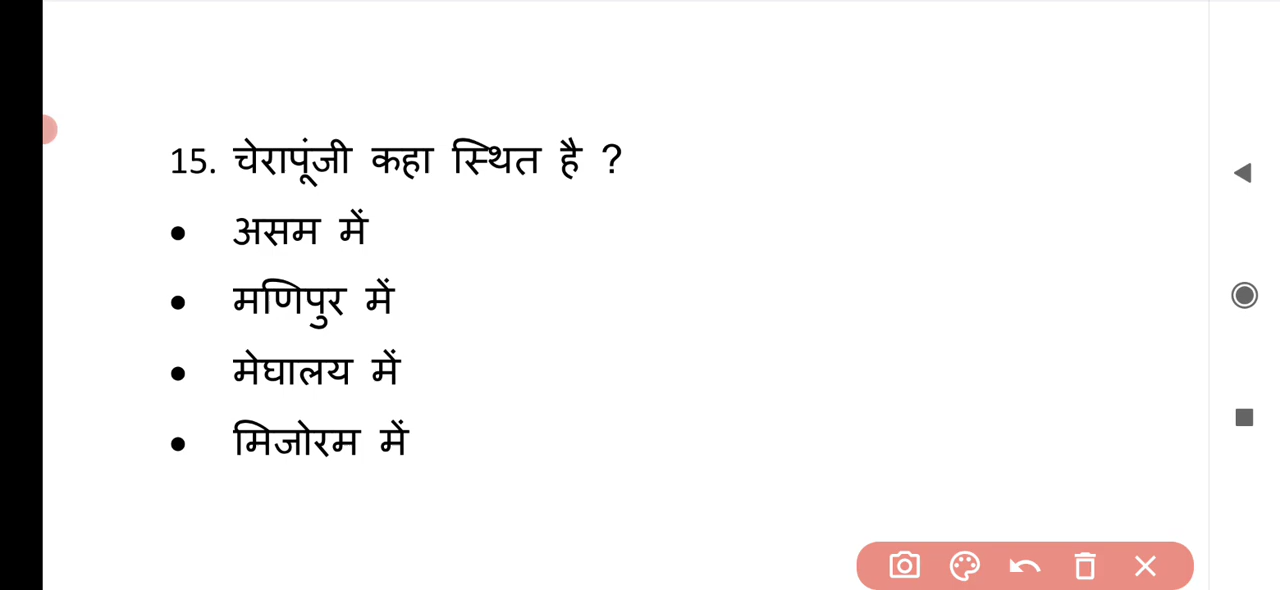 15. चेरापूंजी कहा स्थित है ?
• असम में
• मणिपुर में
• मेघालय में
• मिजोरम में